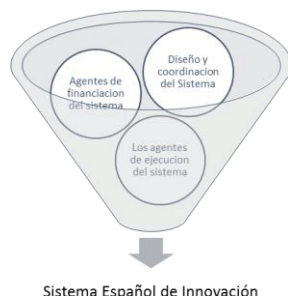 Diseño y
coordinacion
del Sistema
Agentes de
financiacion
del sistema
Los agentes
de ejecucion
del sistema
Sistema Español de Innovación